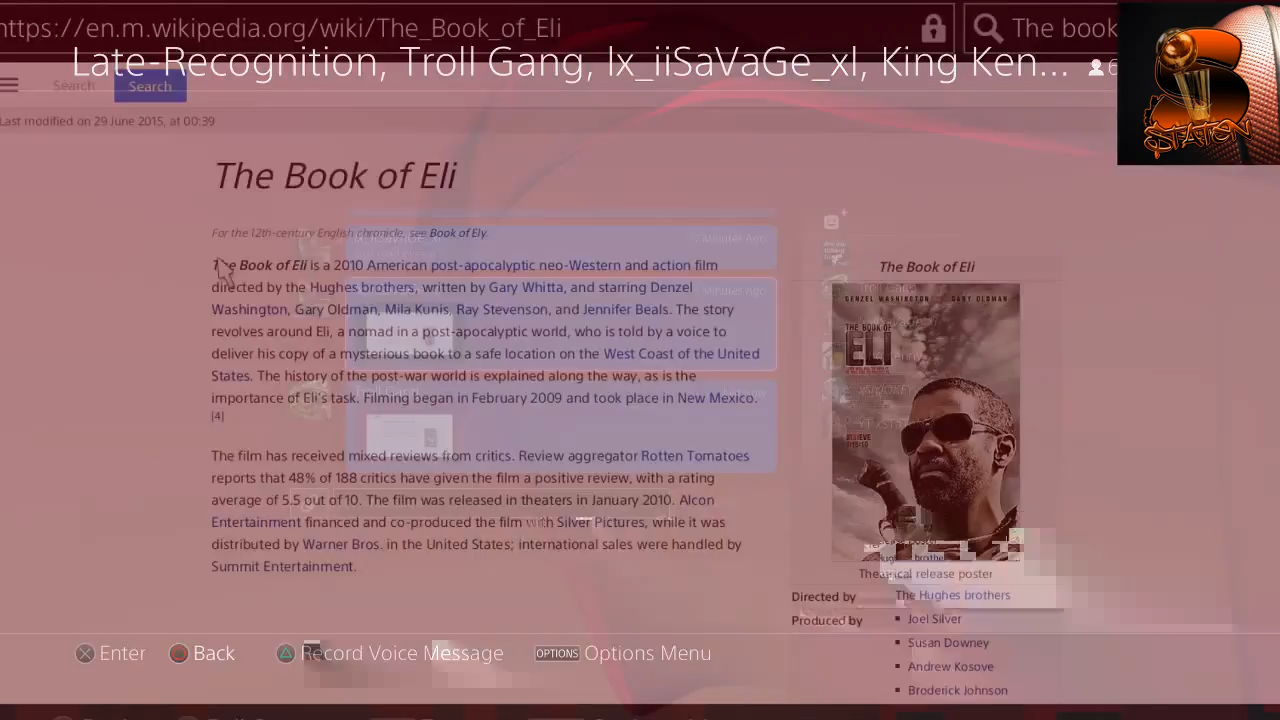 https://en.m.wikipedia.org/wiki/The_Book_of_Eli
The book
Late-Recognition, Troll Gang, lx_iiSaVaGe_xl, King Ken...
6
Search
Search
Last modified on 29 June 2015, at 00:39
STATEN
The Book of Eli
For the 12th-century English chronicle, see Book of Ely.
The Book of Eli is a 2010 American post-apocalyptic neo-Western and action film
directed by the Hughes brothers, written by Gary Whitta, and starring Denzel
Washington, Gary Oldman, Mila Kunis, Ray Stevenson, and Jennifer Beals. The story
revolves around Eli, a nomad in a post-apocalyptic world, who is told by a voice to
deliver his copy of a mysterious book to a safe location on the West Coast of the United
States. The history of the post-war world is explained along the way, as is the
importance of Eli's task. Filming began in February 2009 and took place in New Mexico.
[4]
The film has received mixed reviews from critics. Review aggregator Rotten Tomatoes
reports that 48% of 188 critics have given the film a positive review, with a rating
average of 5.5 out of 10. The film was released in theaters in January 2010. Alcon
Entertainment financed and co-produced the film with Silver Pictures, while it was
distributed by Warner Bros. in the United States; international sales were handled by
Summit Entertainment.
Minutes Ago
Troll Gang
The Book of Eli
DENZEL WASHINGTON GARY OLDMAN
THE BOOK OF
ELI
Troll Gang
Theatrical release poster
Directed by The Hughes brothers
Produced by
Joel Silver
Susan Downey
Andrew Kosove
Broderick Johnson
Enter Back Record Voice Message OPTIONS Options Menu